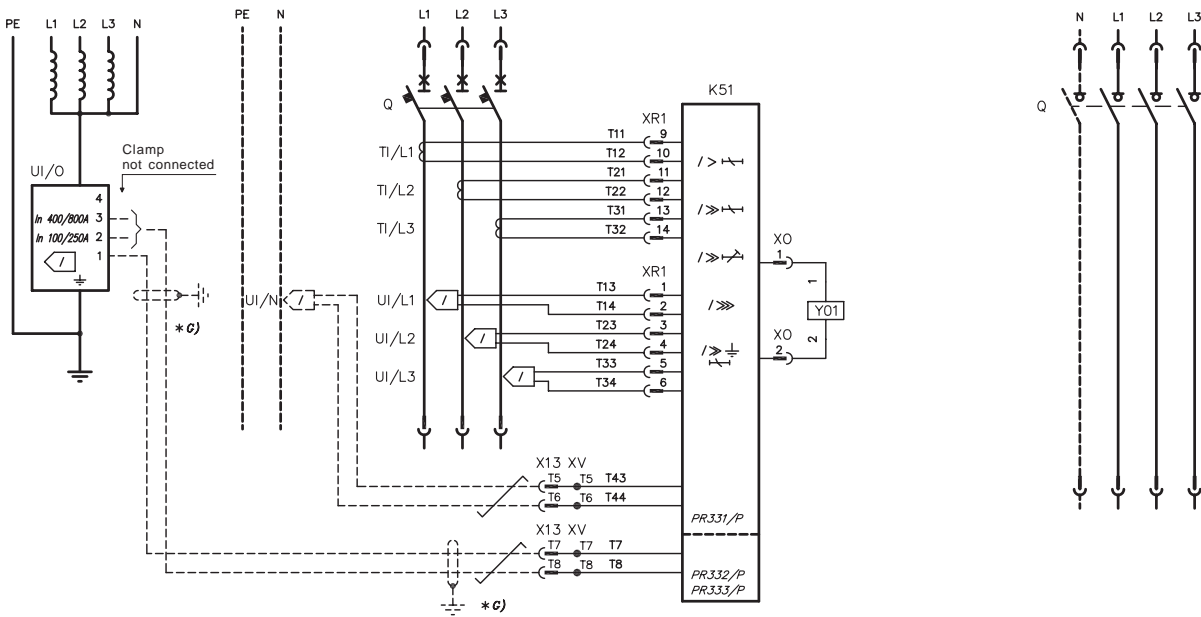 PE L1 L2 L3 N
PE N
L1 L2 L3
N L1 L2 L3
Q
Q
K51
XR1
T11 9
T12 10
T21 11
T22 12
T31 13
T32 14
TI/L1
TI/L2
TI/L3
Clamp
not connected
UI/O
4
In 400/800A 3
In 100/250A 2
1
/
*G)
UI/N /
UI/L1 /
UI/L2 /
UI/L3 /
XR1
T13 1
T14 2
T23 3
T24 4
T33 5
T34 6
/>
/≫
/≫
/⋙
/≫
XO
1
1
YO1
2
XO
2
X13 XV
T5 T5 T43
T6 T6 T44
PR331/P
X13 XV
T7 T7 T7
T8 T8 T8
PR332/P
PR333/P
*G)